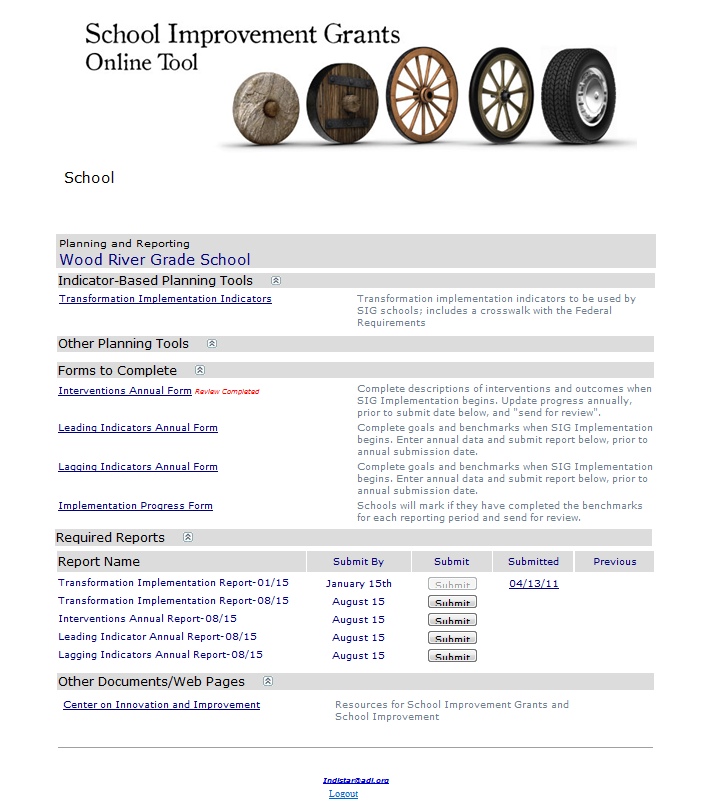 School Improvement Grants
Online Tool
School
Planning and Reporting
Wood River Grade School
Indicator-Based Planning Tools
Transformation Implementation Indicators
Transformation implementation indicators to be used by
SIG schools; includes a crosswalk with the Federal
Requirements
Other Planning Tools
Forms to Complete
Interventions Annual Form Review Completed
Complete descriptions of interventions and outcomes when
SIG Implementation begins. Update progress annually,
prior to submit date below, and "send for review".
Leading Indicators Annual Form
Complete goals and benchmarks when SIG Implementation
begins. Enter annual data and submit report below, prior to
annual submission date.
Lagging Indicators Annual Form
Complete goals and benchmarks when SIG Implementation
begins. Enter annual data and submit report below, prior to
annual submission date.
Implementation Progress Form
Schools will mark if they have completed the benchmarks
for each reporting period and send for review.
Required Reports
Report Name Submit By Submit Submitted Previous
Transformation Implementation Report-01/15 January 15th Submit 04/13/11
Transformation Implementation Report-08/15 August 15 Submit
Interventions Annual Report-08/15 August 15 Submit
Leading Indicator Annual Report-08/15 August 15 Submit
Lagging Indicators Annual Report-08/15 August 15 Submit
Other Documents/Web Pages
Center on Innovation and Improvement
Resources for School Improvement Grants and
School Improvement
Indistar@adi.org
Logout